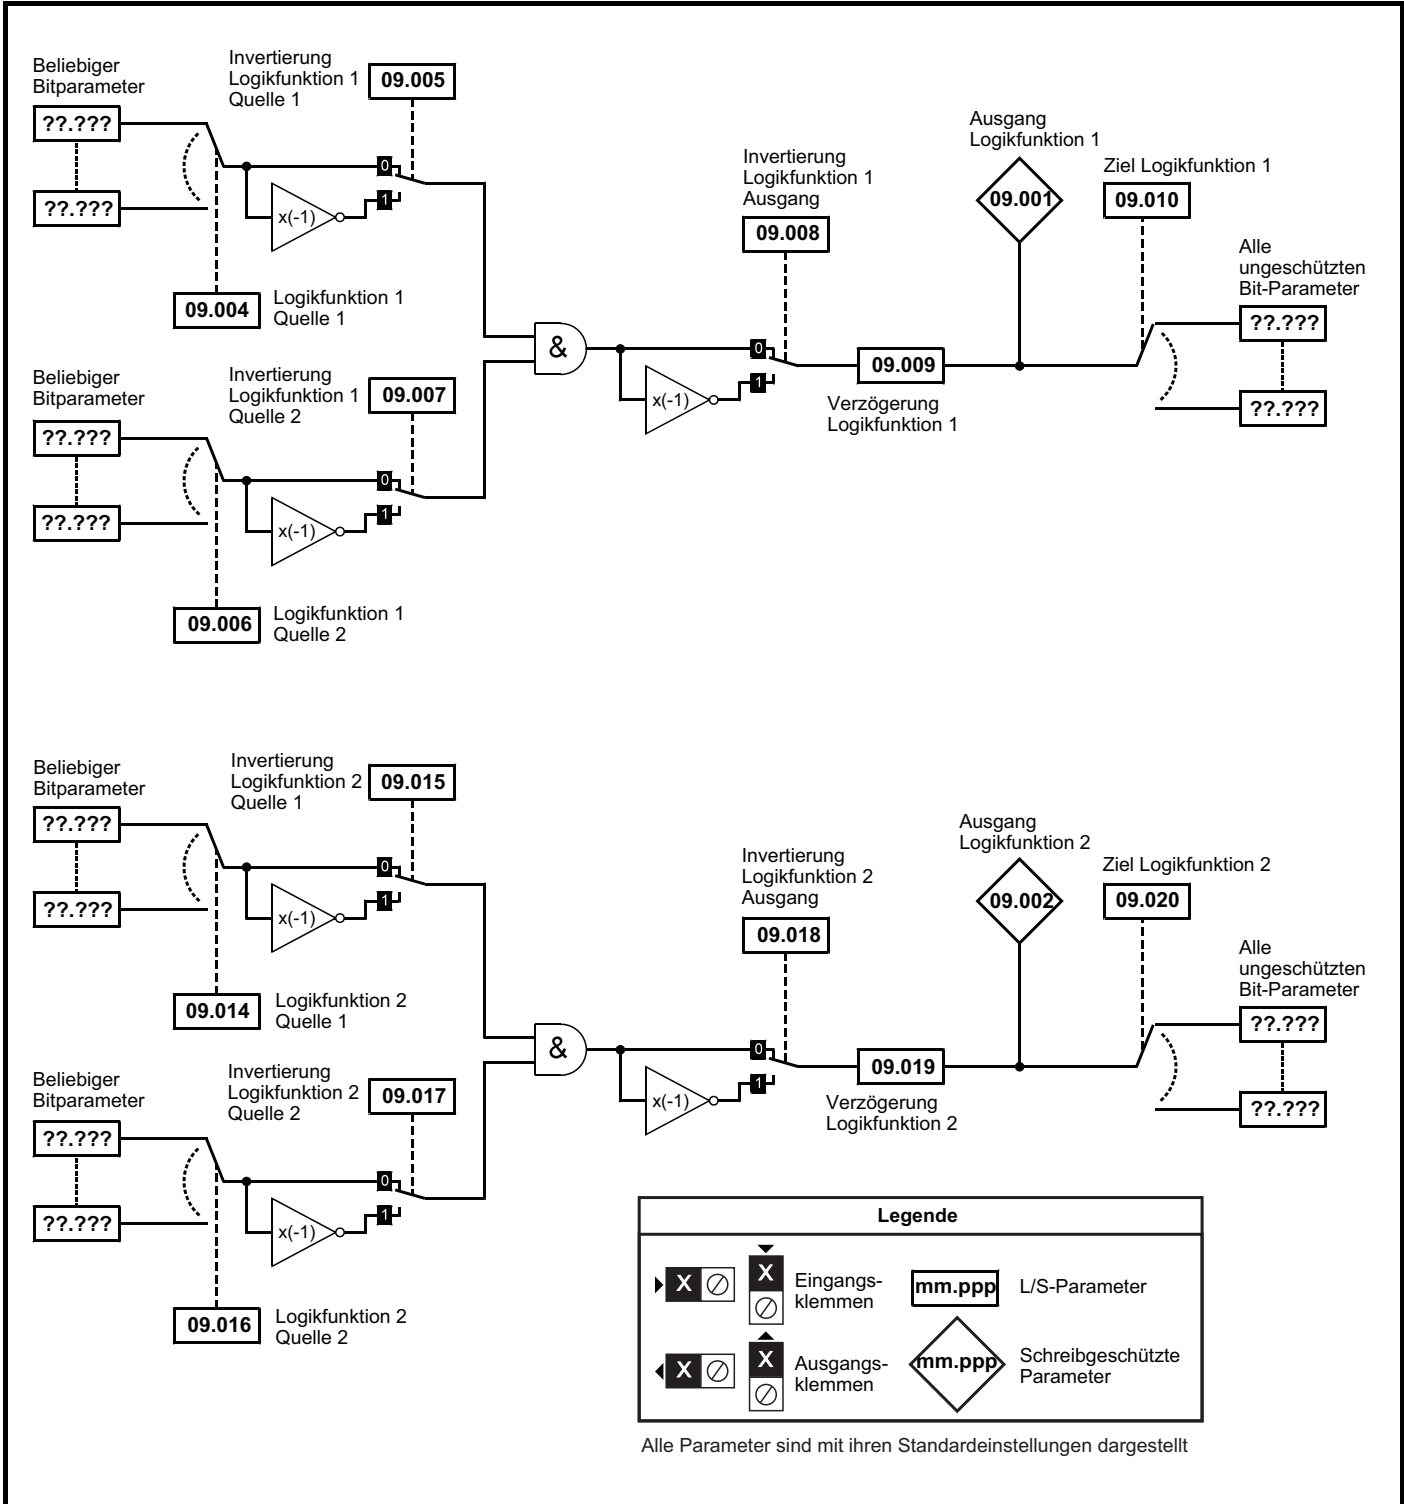 Beliebiger
Bitparameter
??.???
??.???
Invertierung
Logikfunktion 1
Quelle 1
09.005
0
1
x(-1)
09.004
Logikfunktion 1
Quelle 1
Beliebiger
Bitparameter
??.???
??.???
Invertierung
Logikfunktion 1
Quelle 2
09.007
0
1
x(-1)
09.006
Logikfunktion 1
Quelle 2
&
Invertierung
Logikfunktion 1
Ausgang
09.008
0
1
x(-1)
09.009
Verzögerung
Logikfunktion 1
Ausgang
Logikfunktion 1
09.001
Ziel Logikfunktion 1
09.010
Alle
ungeschützten
Bit-Parameter
??.???
??.???
Beliebiger
Bitparameter
??.???
??.???
Invertierung
Logikfunktion 2
Quelle 1
09.015
0
1
x(-1)
09.014
Logikfunktion 2
Quelle 1
Beliebiger
Bitparameter
??.???
??.???
Invertierung
Logikfunktion 2
Quelle 2
09.017
0
1
x(-1)
09.016
Logikfunktion 2
Quelle 2
&
Invertierung
Logikfunktion 2
Ausgang
09.018
0
1
x(-1)
09.019
Verzögerung
Logikfunktion 2
Ausgang
Logikfunktion 2
09.002
Ziel Logikfunktion 2
09.020
Alle
ungeschützten
Bit-Parameter
??.???
??.???
Legende
X
X
Eingangs-
klemmen
mm.ppp
L/S-Parameter
X
X
Ausgangs-
klemmen
mm.ppp
Schreibgeschützte
Parameter
Alle Parameter sind mit ihren Standardeinstellungen dargestellt